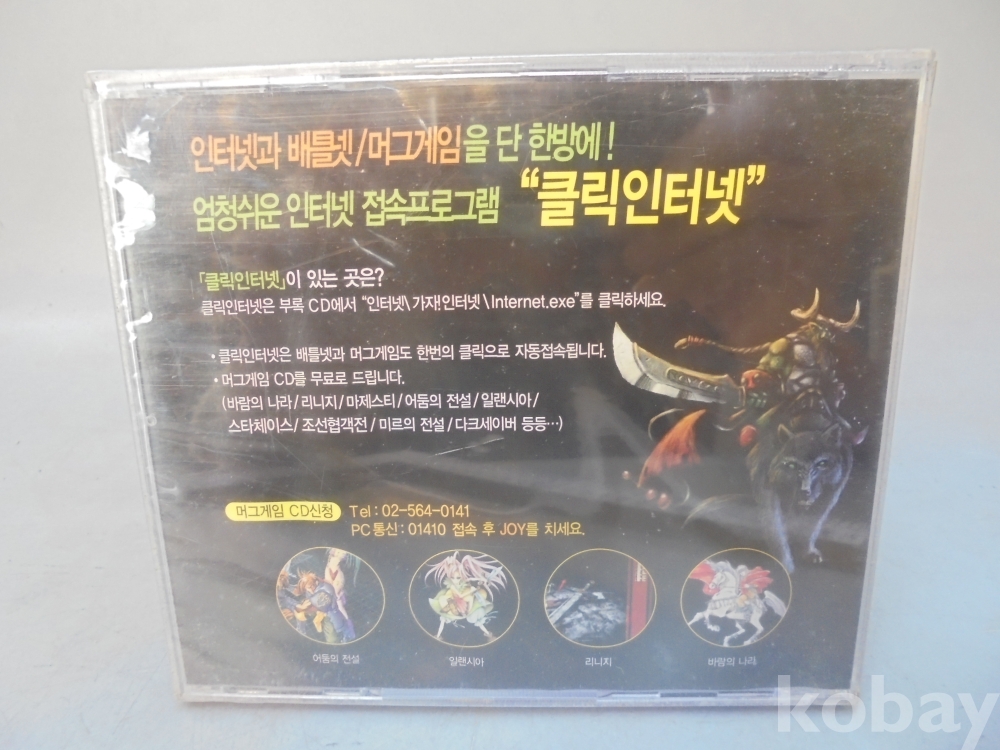 인터넷과 배틀넷/머그게임을 단 한방에!
엄청쉬운 인터넷 접속프로그램 “클릭인터넷”
「클릭인터넷」이 있는 곳은?
클릭인터넷은 부록 CD에서 “인터넷\가자!인터넷\Internet.exe”를 클릭하세요.
・클릭인터넷은 배틀넷과 머그게임도 한번의 클릭으로 자동접속됩니다.
・머그게임 CD를 무료로 드립니다.
(바람의 나라/리니지/마제스티/어둠의 전설/일랜시아/
스타체이스/조선협객전/미르의 전설/다크세이버 등등…)
머그게임 CD신청 Tel : 02-564-0141
PC통신 : 01410 접속 후 JOY를 치세요.
어둠의 전설 일랜시아 리니지 바람의 나라
kobay